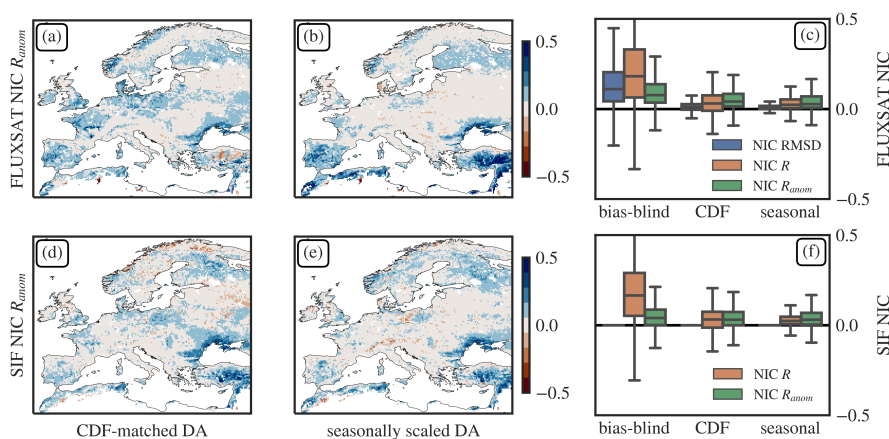 FLUXSAT NIC R_anom
(a)
(b)
0.5
0.0
−0.5
(c)
0.5
0.0
−0.5
FLUXSAT NIC
NIC RMSD
NIC R
NIC R_anom
bias-blind
CDF
seasonal
SIF NIC R_anom
(d)
(e)
0.5
0.0
−0.5
(f)
0.5
0.0
−0.5
SIF NIC
NIC R
NIC R_anom
CDF-matched DA
seasonally scaled DA
bias-blind
CDF
seasonal